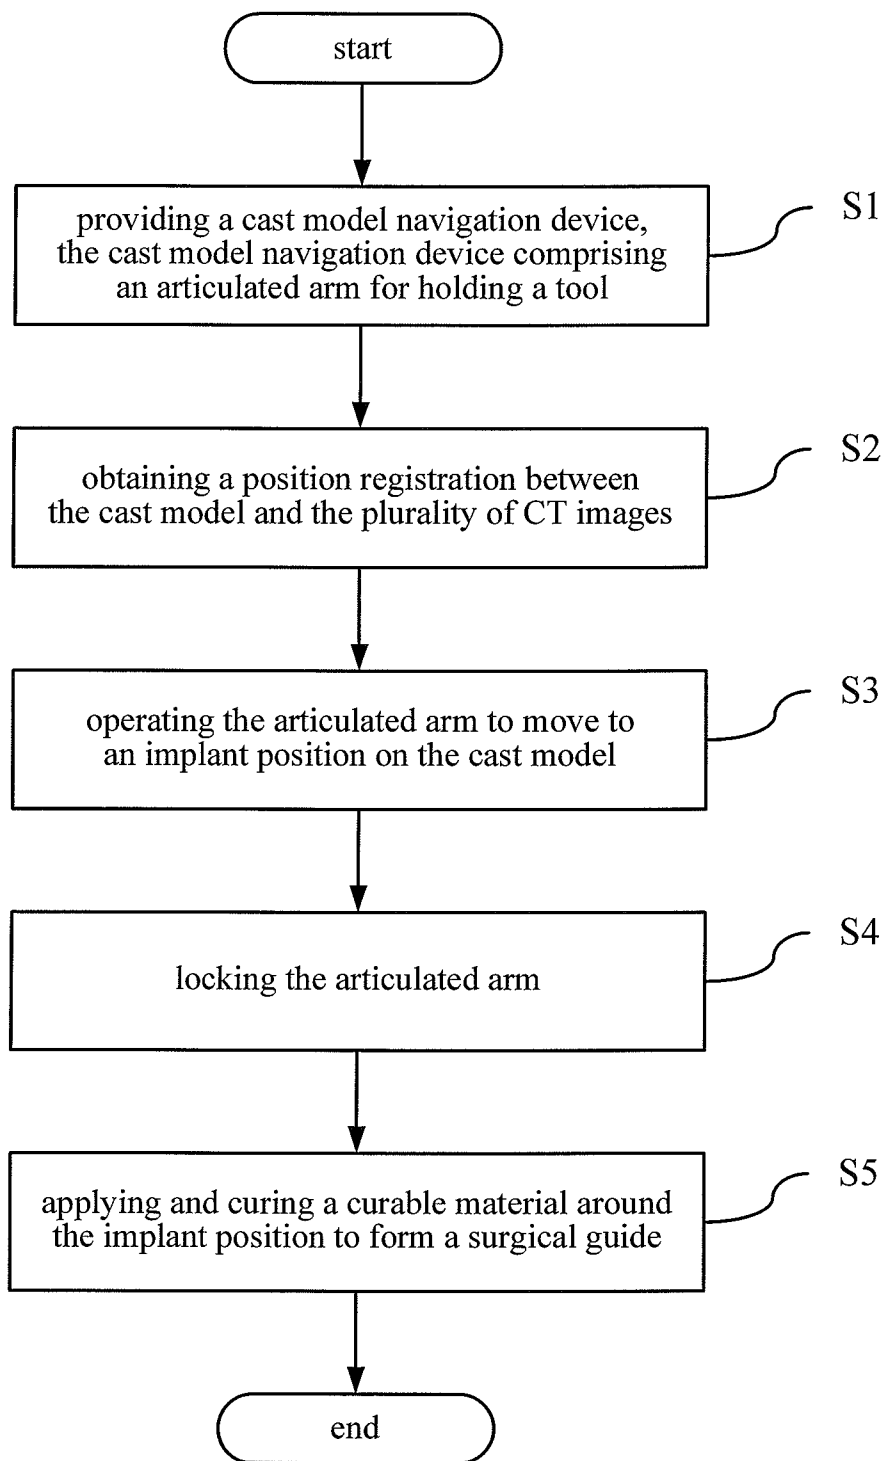 start
providing a cast model navigation device,
the cast model navigation device comprising
an articulated arm for holding a tool
S1
obtaining a position registration between
the cast model and the plurality of CT images
S2
operating the articulated arm to move to
an implant position on the cast model
S3
locking the articulated arm
S4
applying and curing a curable material around
the implant position to form a surgical guide
S5
end